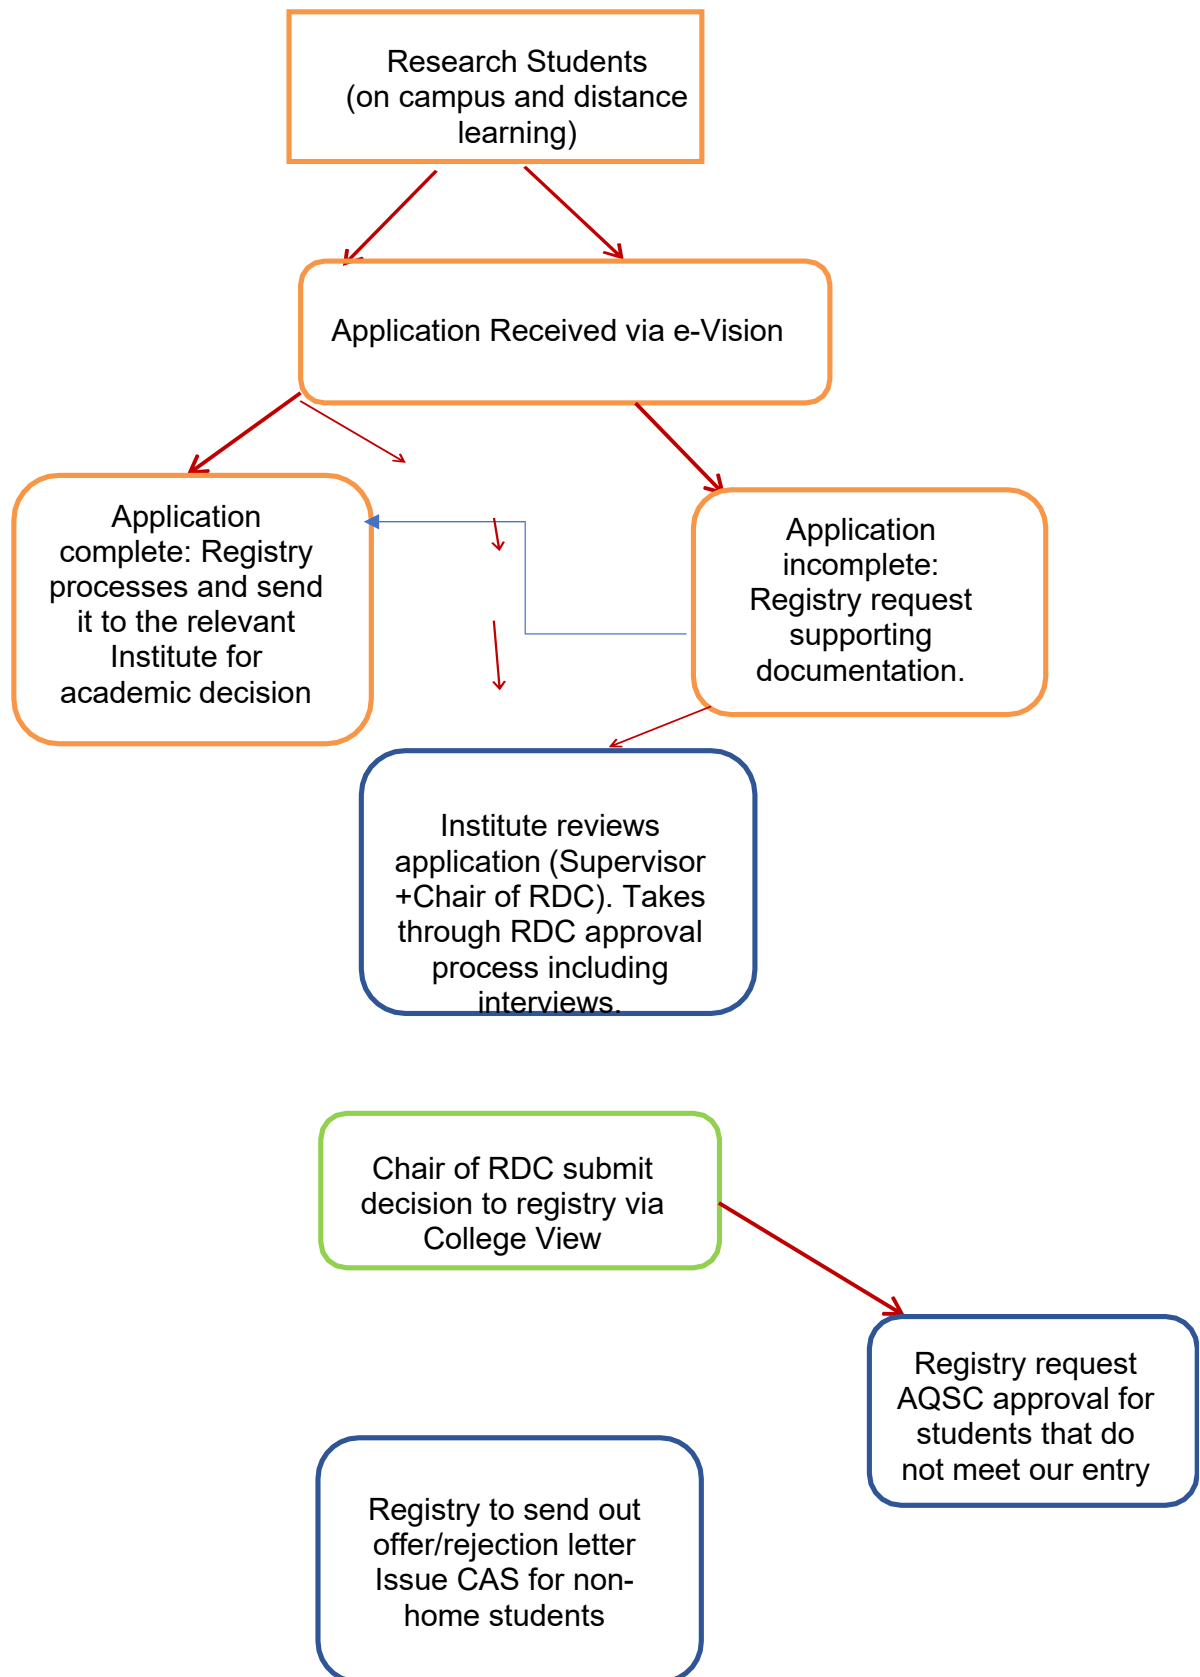 Research Students
(on campus and distance
learning)
Application Received via e-Vision
Application
complete: Registry
processes and send
it to the relevant
Institute for
academic decision
Application
incomplete:
Registry request
supporting
documentation.
Institute reviews
application (Supervisor
+Chair of RDC). Takes
through RDC approval
process including
interviews.
Chair of RDC submit
decision to registry via
College View
Registry request
AQSC approval for
students that do
not meet our entry
Registry to send out
offer/rejection letter
Issue CAS for non-
home students